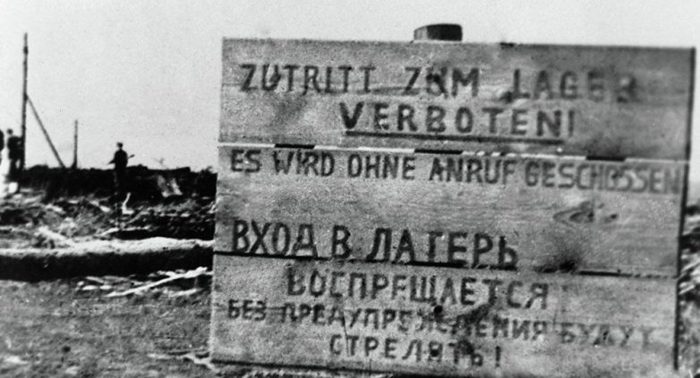 ZUTRITT ZUM LAGER
VERBOTEN!
ES WIRD OHNE ANRUF GESCHOSSEN
ВХОД В ЛАГЕРЬ
ВОСПРЕЩАЕТСЯ
БЕЗ ПРЕДУПРЕЖДЕНИЯ БУДУТ
СТРЕЛЯТЬ!